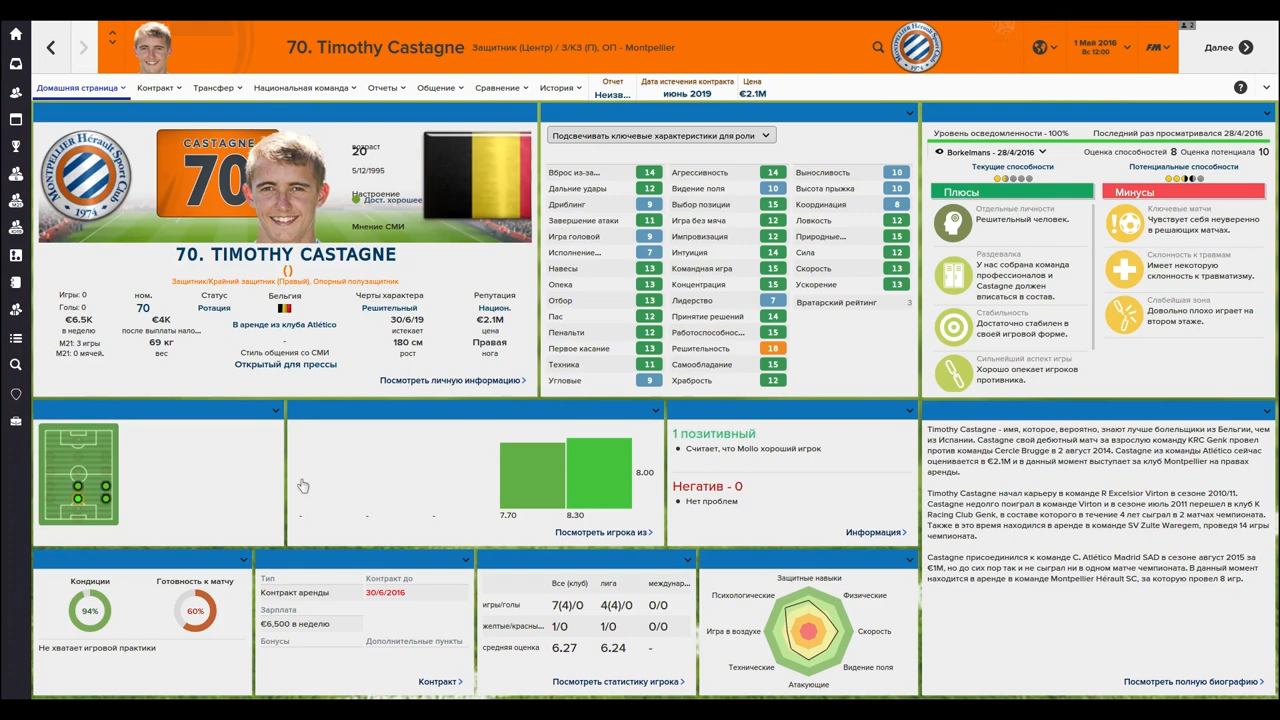 70. Timothy Castagne
Защитник (Центр) / З/КЗ (П), ОП - Montpellier
2
1 Май 2016
Вс 12:00
FM
Далее
Домашняя страница
Контракт
Трансфер
Национальная команда
Отчеты
Общение
Сравнение
История
Отчет
Неизв...
Дата истечения контракта
июнь 2019
Цена
€2.1M
MONTPELLIER Hérault SPORT CLUB
1974
CASTAGNE
70
возраст
20
5/12/1995
Настроение
Дост. хорошее
Мнение СМИ
70. TIMOTHY CASTAGNE
()
Защитник/Крайний защитник (Правый), Опорный полузащитник
Игры: 0
Голы: 0
€6.5K
в неделю
М21: 3 игры
М21: 0 мячей.
ном.
70
€4K
после выплаты нало...
69 кг
вес
Статус
Ротация
Бельгия
В аренде из клуба Atlético
-
Стиль общения со СМИ
Открытый для прессы
Черты характера
Решительный
30/6/19
истекает
180 см
рост
Репутация
Национ.
€2.1M
цена
Правая
нога
Посмотреть личную информацию
Подсвечивать ключевые характеристики для роли
Вброс из-за... 14
Дальние удары 12
Дриблинг 9
Завершение атаки 11
Игра головой 9
Исполнение... 7
Навесы 13
Опека 13
Отбор 13
Пас 12
Пенальти 12
Первое касание 13
Техника 11
Угловые 9
Агрессивность 14
Видение поля 10
Выбор позиции 15
Игра без мяча 12
Импровизация 12
Интуиция 14
Командная игра 15
Концентрация 15
Лидерство 7
Принятие решений 14
Работоспособнос... 15
Решительность 18
Самообладание 15
Храбрость 12
Выносливость 10
Высота прыжка 10
Координация 8
Ловкость 12
Природные... 15
Сила 12
Скорость 13
Ускорение 13
Вратарский рейтинг 3
Уровень осведомленности - 100%
Последний раз просматривался 28/4/2016
Borkelmans - 28/4/2016
Оценка способностей 8 Оценка потенциала 10
Текущие способности
Потенциальные способности
Плюсы
Отдельные личности
Решительный человек.
Раздевалка
У нас собрана команда
профессионалов и
Castagne должен
вписаться в состав.
Стабильность
Достаточно стабилен в
своей игровой форме.
Сильнейший аспект игры
Хорошо опекает игроков
противника.
Минусы
Ключевые матчи
Чувствует себя неуверенно
в решающих матчах.
Склонность к травмам
Имеет некоторую
склонность к травматизму.
Слабейшая зона
Довольно плохо играет на
втором этаже.
- - - 7.70 8.30
8.00
Посмотреть игрока из
1 позитивный
Считает, что Mollo хороший игрок
Негатив - 0
Нет проблем
Информация
Timothy Castagne - имя, которое, вероятно, знают лучше болельщики из Бельгии, чем
из Испании. Castagne свой дебютный матч за взрослую команду KRC Genk провел
против команды Cercle Brugge в 2 август 2014. Castagne из команды Atlético сейчас
оценивается в €2.1M и в данный момент выступает за клуб Montpellier на правах
аренды.
Timothy Castagne начал карьеру в команде R Excelsior Virton в сезоне 2010/11.
Castagne недолго поиграл в команде Virton и в сезоне июль 2011 перешел в клуб K
Racing Club Genk, в составе которого в течение 4 лет сыграл в 2 матчах чемпионата.
Также в это время находился в аренде в команде SV Zulte Waregem, проведя 14 игры
чемпионата.
Castagne присоединился к команде C. Atlético Madrid SAD в сезоне август 2015 за
€1M, но до сих пор так и не сыграл ни в одном матче чемпионата. В данный момент
находится в аренде в команде Montpellier Hérault SC, за которую провел 8 игр.
Посмотреть полную биографию
Кондиции
94%
Готовность к матчу
60%
Не хватает игровой практики
Тип
Контракт аренды
Контракт до
30/6/2016
Зарплата
€6,500 в неделю
Бонусы
Дополнительные пункты
Контракт
Все (клуб) лига междунар...
игры/голы 7(4)/0 4(4)/0 0/0
желтые/красны... 1/0 1/0 0/0
средняя оценка 6.27 6.24 -
Посмотреть статистику игрока
Защитные навыки
Психологические
Физические
Игра в воздухе
Скорость
Технические
Видение поля
Атакующие